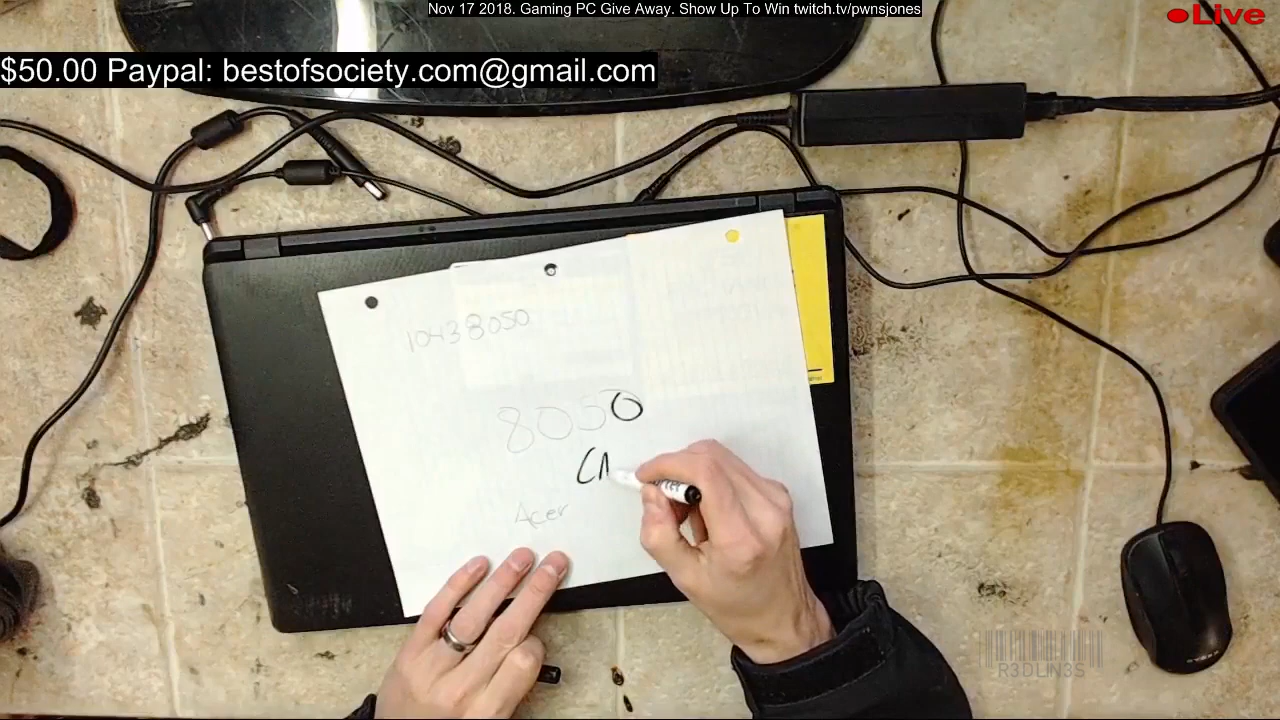 Nov 17 2018. Gaming PC Give Away. Show Up To Win twitch.tv/pwnsjones
Live
$50.00 Paypal: bestofsociety.com@gmail.com
10438050
8050
Acer
R3DLIN3S